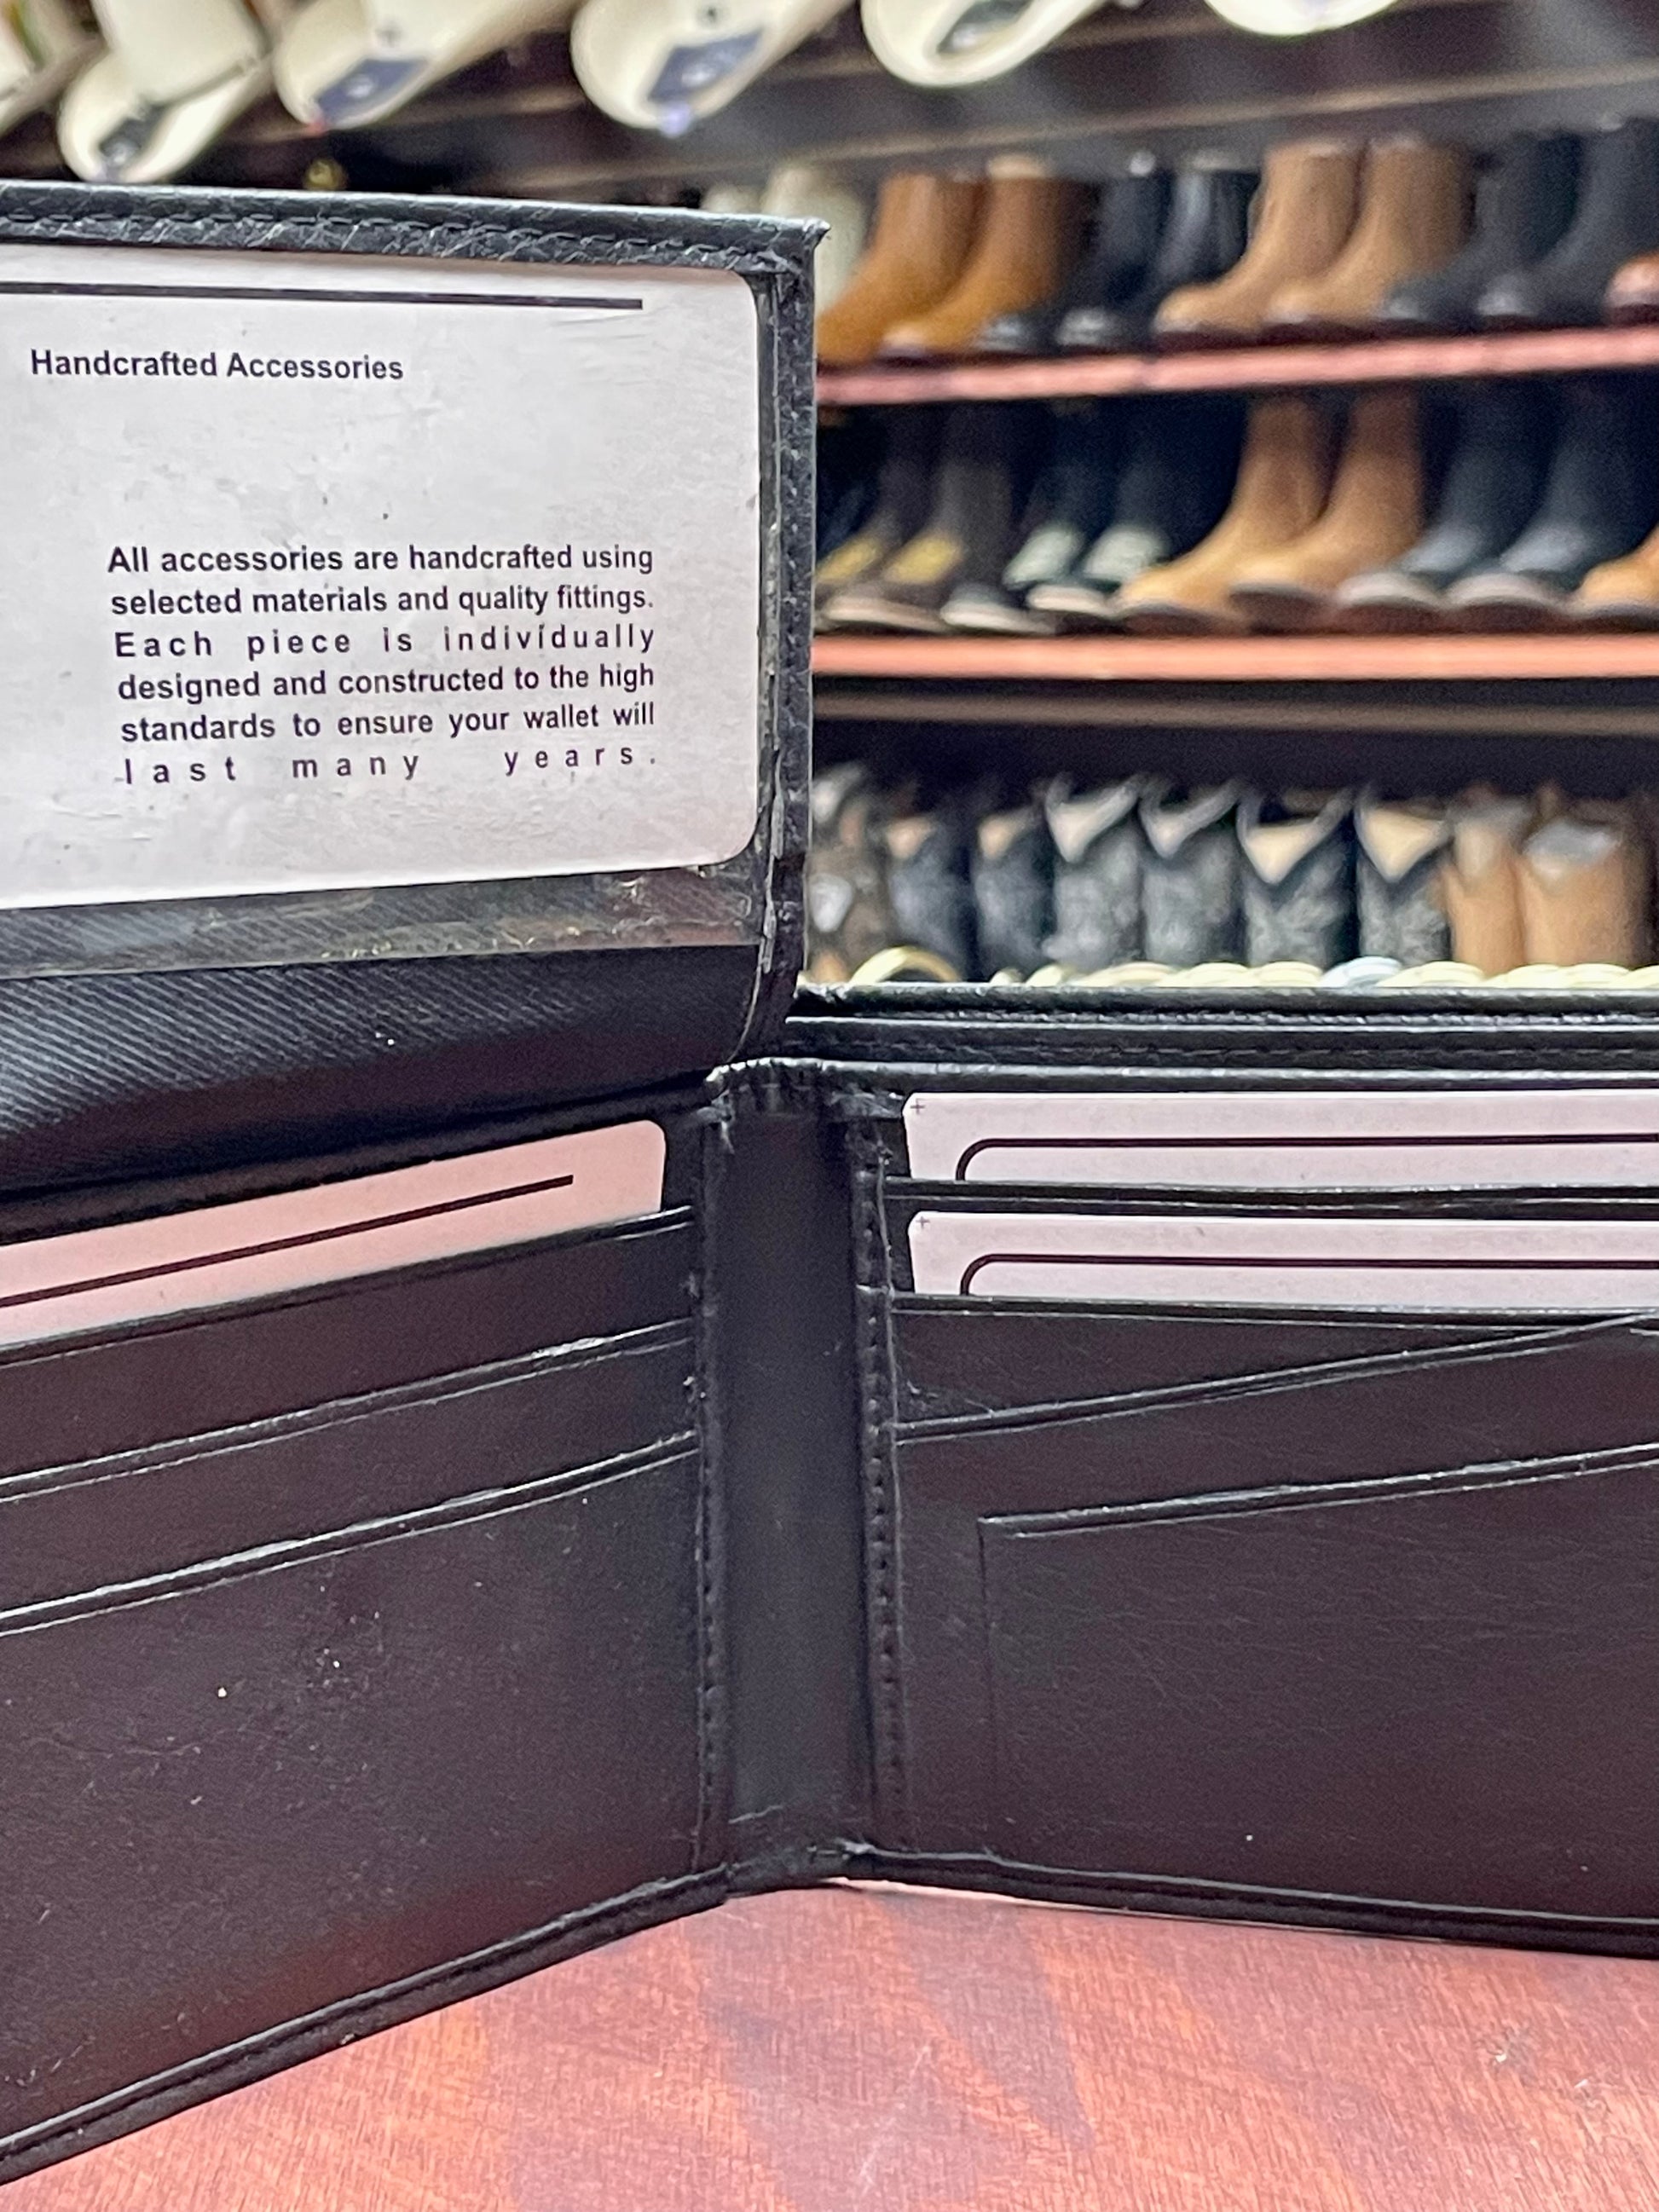 Handcrafted Accessories
All accessories are handcrafted using
selected materials and quality fittings.
Each piece is individually
designed and constructed to the high
standards to ensure your wallet will
last many years.